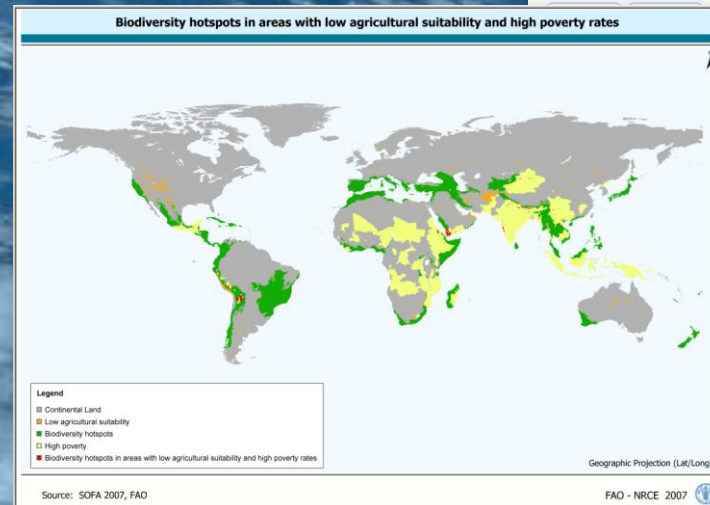 Biodiversity hotspots in areas with low agricultural suitability and high poverty rates
Legend
Continental Land
Low agricultural suitability
Biodiversity hotspots
High poverty
Biodiversity hotspots in areas with low agricultural suitability and high poverty rates
Geographic Projection (Lat/Long)
Source: SOFA 2007, FAO
FAO - NRCE 2007